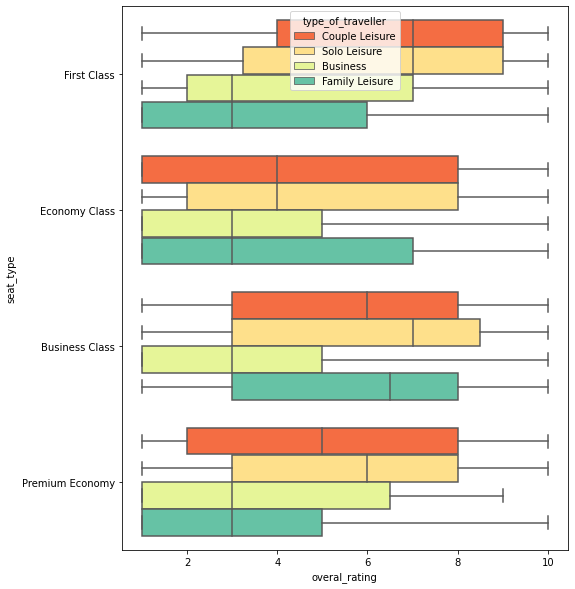 type_of_traveller
Couple Leisure
Solo Leisure
Business
Family Leisure
First Class
Economy Class
Business Class
Premium Economy
seat_type
2 4 6 8 10
overal_rating